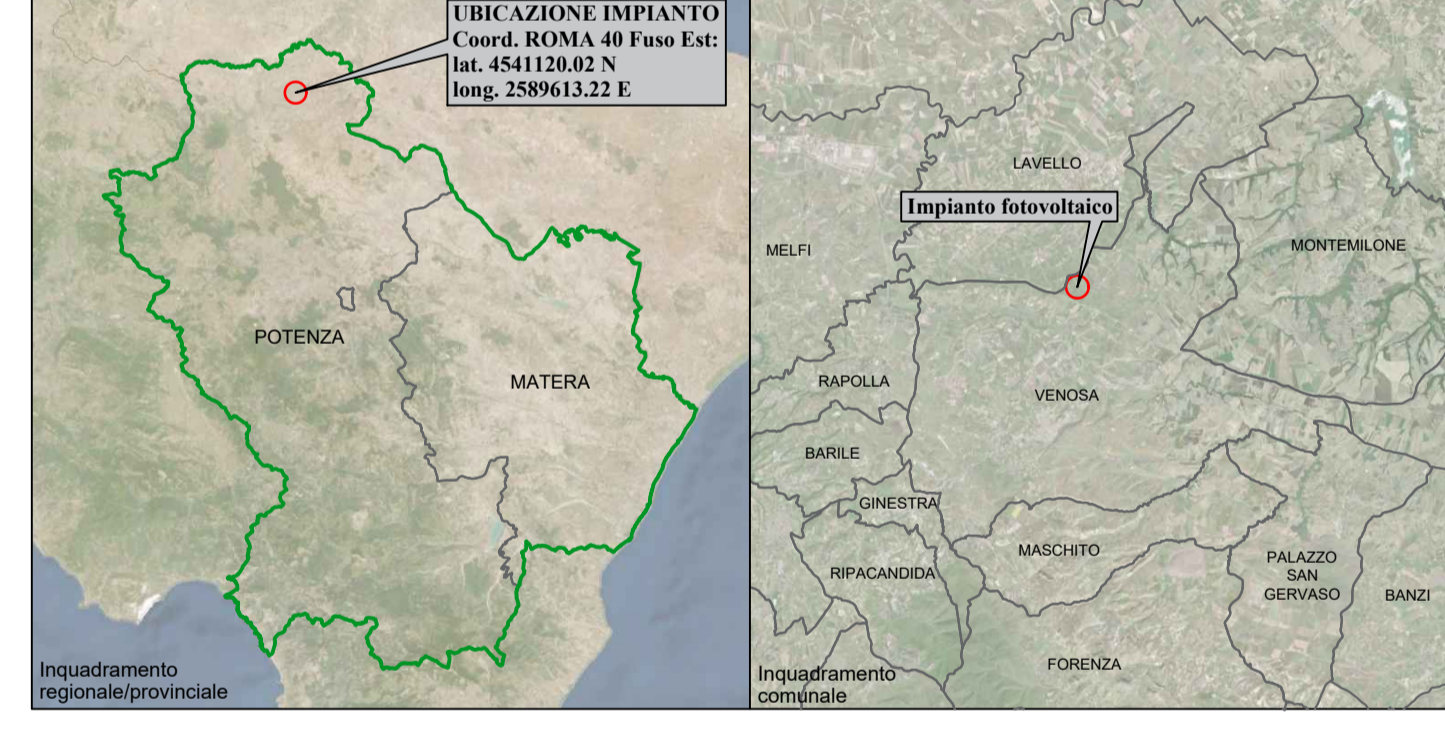 UBICAZIONE IMPIANTO
Coord. ROMA 40 Fuso Est:
lat. 4541120.02 N
long. 2589613.22 E
POTENZA
MATERA
Inquadramento
regionale/provinciale
LAVELLO
Impianto fotovoltaico
MELFI
MONTEMILONE
RAPOLLA
VENOSA
BARILE
GINESTRA
MASCHITO
RIPACANDIDA
PALAZZO
SAN
GERVASO
BANZI
FORENZA
Inquadramento
comunale